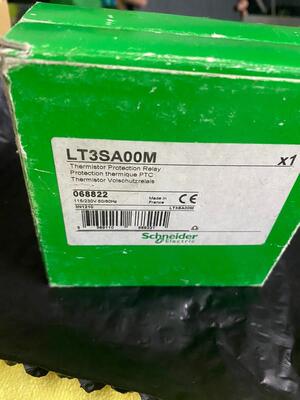 LT3SA00M x1
Thermistor Protection Relay
Protection thermique PTC
Thermistor Volschutzrelais
068822
115/230V 50/60Hz
Made in
France
CE
LT3SA00M
Schneider
Electric